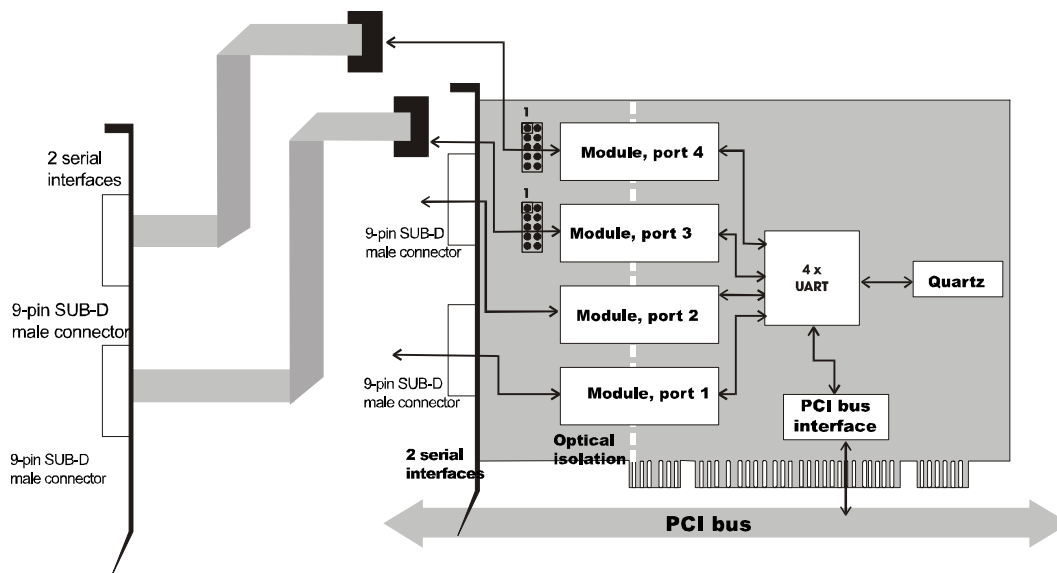 2 serial
interfaces
9-pin SUB-D
male connector
9-pin SUB-D
male connector
1
Module, port 4
1
9-pin SUB-D
male connector
Module, port 3
4 x
UART
Quartz
Module, port 2
9-pin SUB-D
male connector
Module, port 1
PCI bus
interface
Optical
isolation
2 serial
interfaces
PCI bus